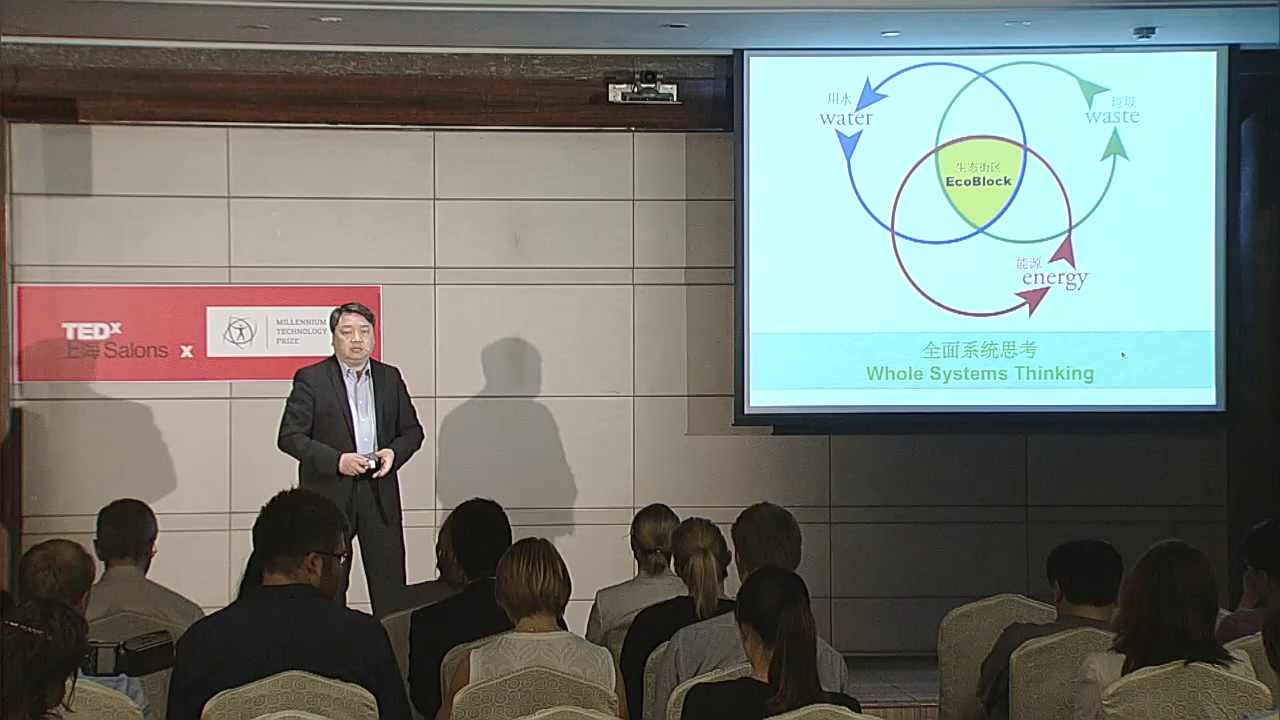 TEDx
上海 Salons x
MILLENNIUM
TECHNOLOGY
PRIZE
用水
water
垃圾
waste
生态街区
EcoBlock
能源
energy
全面系统思考
Whole Systems Thinking